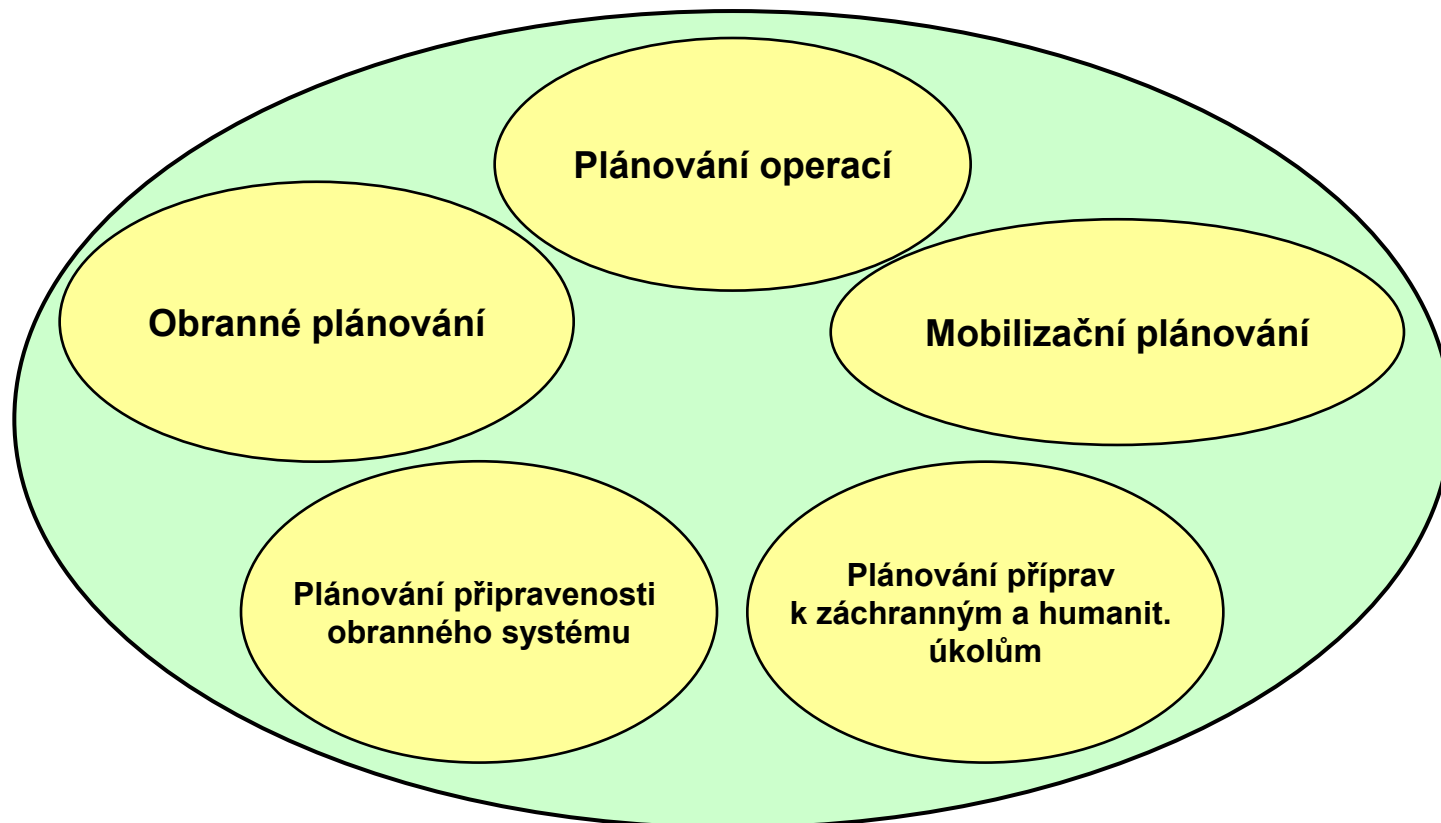 Plánování operací
Obranné plánování
Mobilizační plánování
Plánování připravenosti
obranného systému
Plánování příprav
k záchranným a humanit.
úkolům